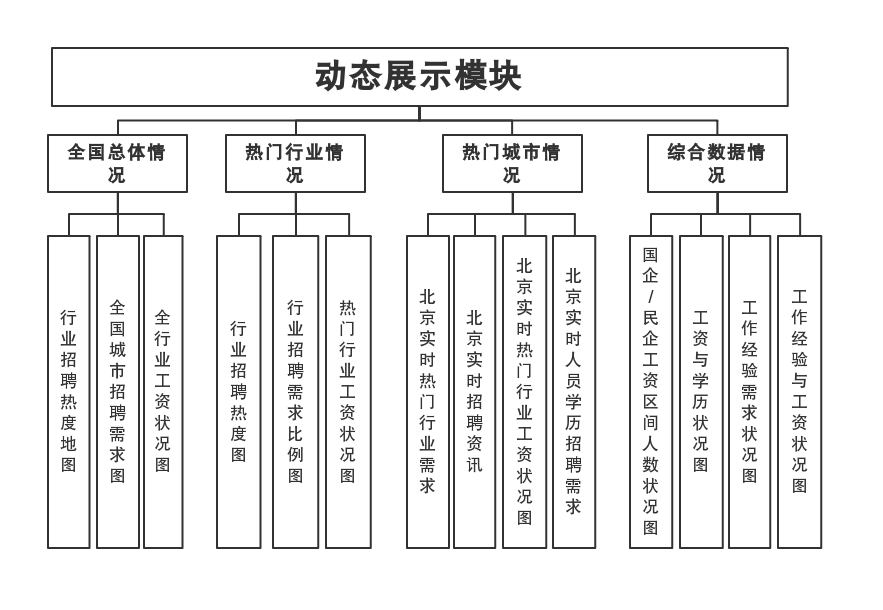 动态展示模块
全国总体情
况
热门行业情
况
热门城市情
况
综合数据情
况
行业招聘热度地图
全国城市招聘需求图
全行业工资状况图
行业招聘热度图
行业招聘需求比例图
热门行业工资状况图
北京实时热门行业需求
北京实时招聘资讯
北京实时热门行业工资状况图
北京实时人员学历招聘需求
国企/民企工资区间人数状况图
工资与学历状况图
工作经验需求状况图
工作经验与工资状况图